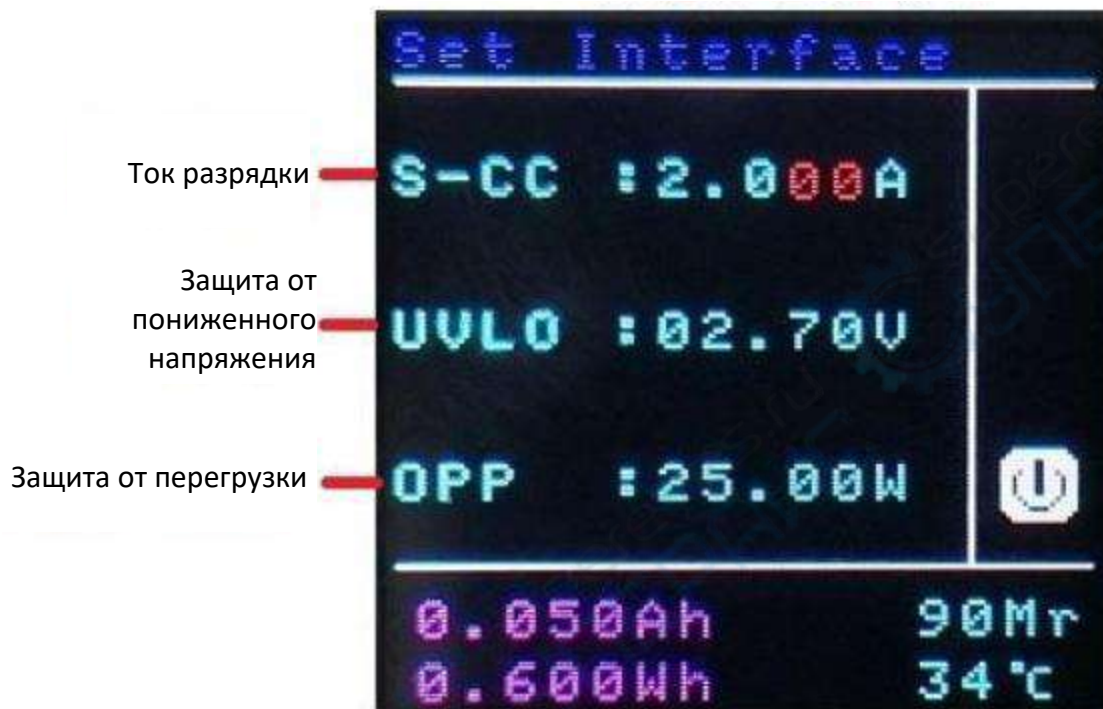 Set Interface
Ток разрядки
S-CC :2.000A
Защита от
пониженного
напряжения
UVLO :02.70V
Защита от перегрузки
OPP :25.00W
0.050Ah 90Mr
0.600Wh 34℃